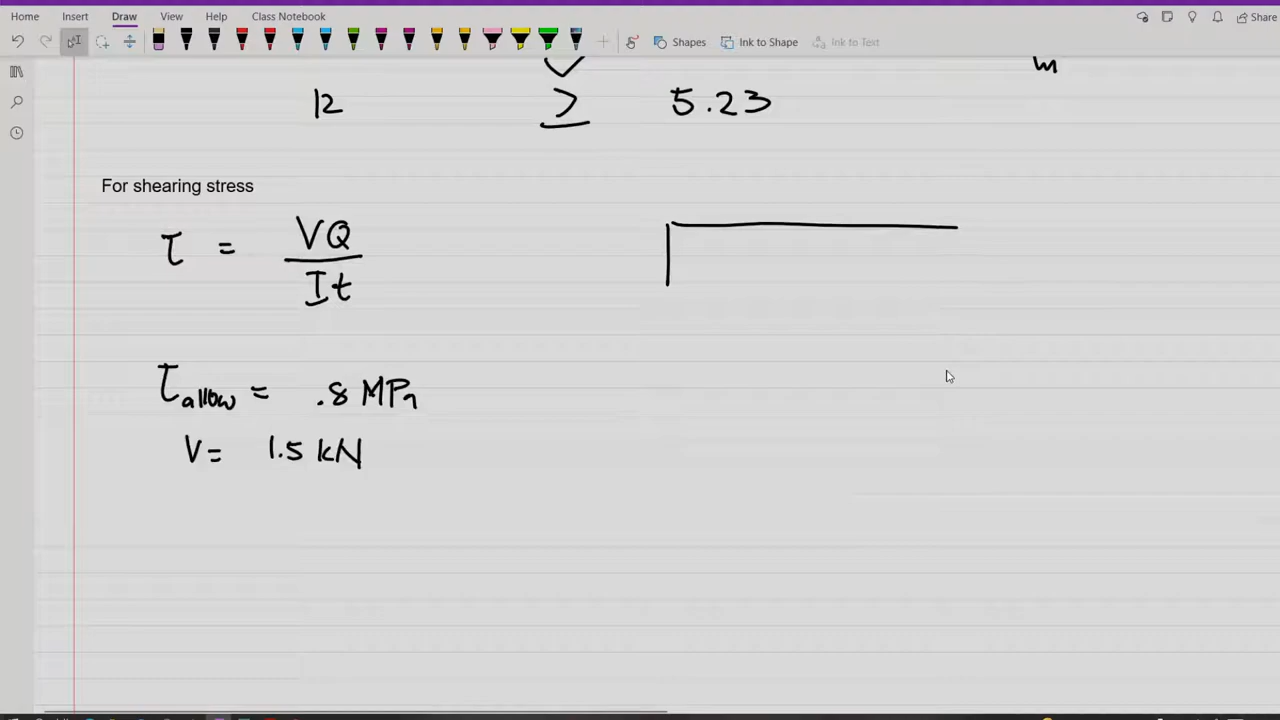 Home Insert Draw View Help Class Notebook Share
Shapes Ink to Shape Ink to Text
12 ≥ 5.23
For shearing stress
τ = VQ / It
τallow = .8 MPa
V = 1.5 kN